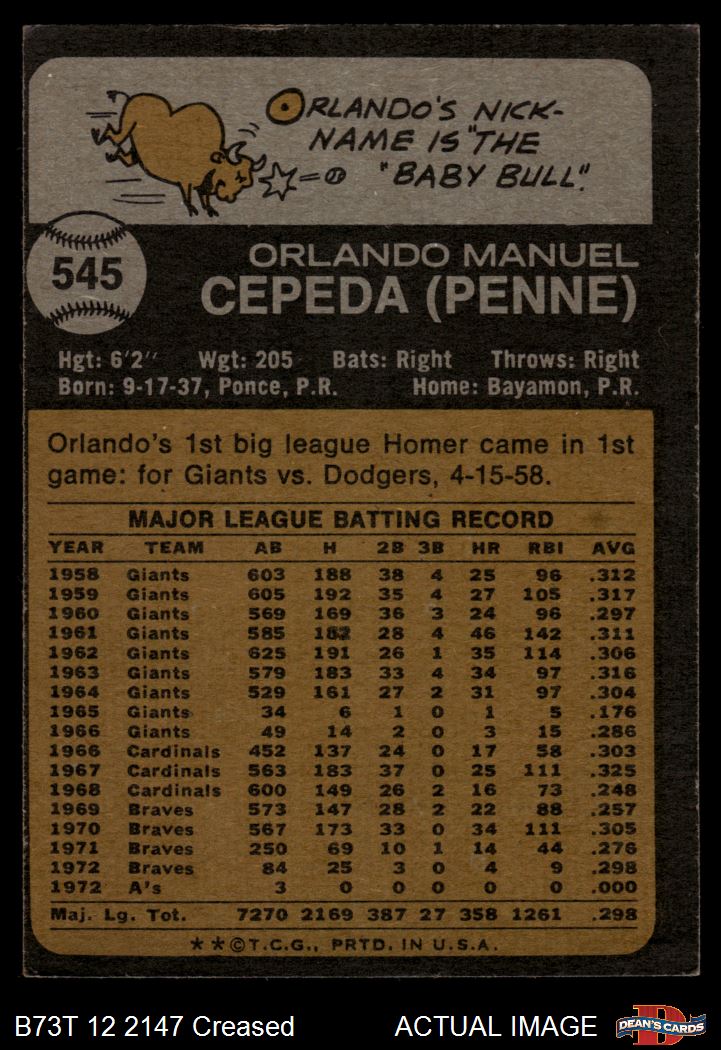 ORLANDO'S NICK-
NAME IS "THE
"BABY BULL".
545
ORLANDO MANUEL
CEPEDA (PENNE)
Hgt: 6'2" Wgt: 205 Bats: Right Throws: Right
Born: 9-17-37, Ponce, P.R. Home: Bayamon, P.R.
Orlando's 1st big league Homer came in 1st
game: for Giants vs. Dodgers, 4-15-58.
MAJOR LEAGUE BATTING RECORD
YEAR TEAM AB H 2B 3B HR RBI AVG
1958 Giants 603 188 38 4 25 96 .312
1959 Giants 605 192 35 4 27 105 .317
1960 Giants 569 169 36 3 24 96 .297
1961 Giants 585 182 28 4 46 142 .311
1962 Giants 625 191 26 1 35 114 .306
1963 Giants 579 183 33 4 34 97 .316
1964 Giants 529 161 27 2 31 97 .304
1965 Giants 34 6 1 0 1 5 .176
1966 Giants 49 14 2 0 3 15 .286
1966 Cardinals 452 137 24 0 17 58 .303
1967 Cardinals 563 183 37 0 25 111 .325
1968 Cardinals 600 149 26 2 16 73 .248
1969 Braves 573 147 28 2 22 88 .257
1970 Braves 567 173 33 0 34 111 .305
1971 Braves 250 69 10 1 14 44 .276
1972 Braves 84 25 3 0 4 9 .298
1972 A's 3 0 0 0 0 0 .000
Maj. Lg. Tot. 7270 2169 387 27 358 1261 .298
* * © T.C.G., PRTD. IN U.S.A.
B73T 12 2147 Creased ACTUAL IMAGE DEAN'S CARDS